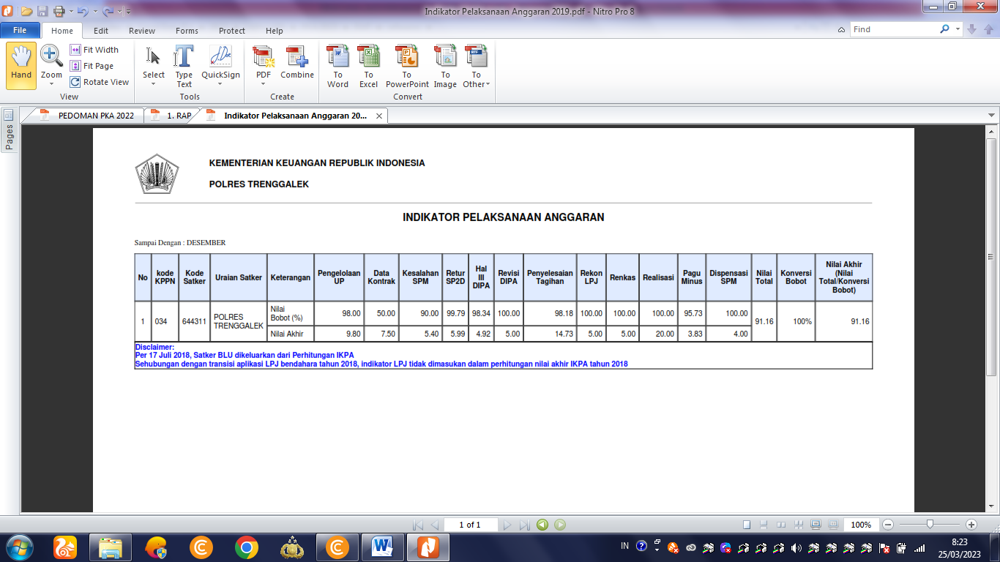 Indikator Pelaksanaan Anggaran 2019.pdf - Nitro Pro 8
File Home Edit Review Forms Protect Help Find
Hand
Zoom
Fit Width
Fit Page
Rotate View
View
Select
Type Text
QuickSign
Tools
PDF
Combine
Create
To Word
To Excel
To PowerPoint
To Image
To Other
Convert
PEDOMAN PKA 2022 1. RAP Indikator Pelaksanaan Anggaran 20...
Pages
KEMENTERIAN KEUANGAN REPUBLIK INDONESIA
POLRES TRENGGALEK
INDIKATOR PELAKSANAAN ANGGARAN
Sampai Dengan : DESEMBER
No kode KPPN Kode Satker Uraian Satker Keterangan Pengelolaan UP Data Kontrak Kesalahan SPM Retur SP2D Hal III DIPA Revisi DIPA Penyelesaian Tagihan Rekon LPJ Renkas Realisasi Pagu Minus Dispensasi SPM Nilai Total Konversi Bobot Nilai Akhir (Nilai Total/Konversi Bobot)
1 034 644311 POLRES TRENGGALEK Nilai Bobot (%) 98.00 50.00 90.00 99.79 98.34 100.00 98.18 100.00 100.00 100.00 95.73 100.00 91.16 100% 91.16
Nilai Akhir 9.80 7.50 5.40 5.99 4.92 5.00 14.73 5.00 5.00 20.00 3.83 4.00
Disclaimer:
Per 17 Juli 2018, Satker BLU dikeluarkan dari Perhitungan IKPA
Sehubungan dengan transisi aplikasi LPJ bendahara tahun 2018, indikator LPJ tidak dimasukan dalam perhitungan nilai akhir IKPA tahun 2018
1 of 1
100%
IN
8:23
25/03/2023